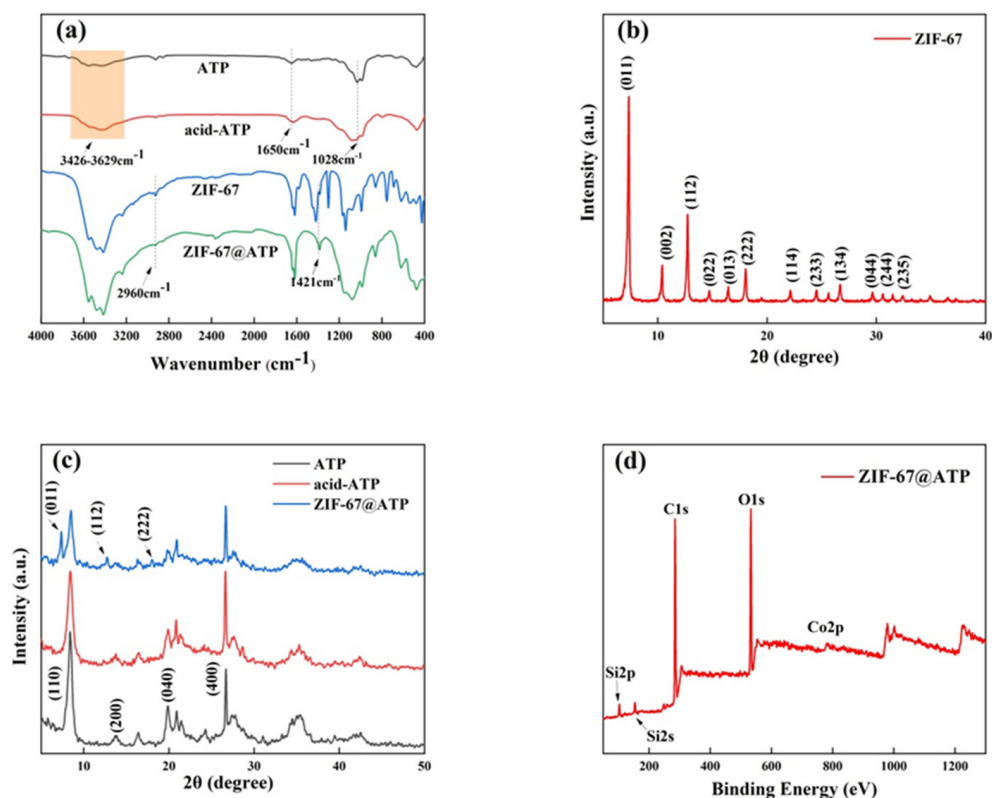 (a)
ATP
acid-ATP
3426-3629cm-1
1650cm-1
1028cm-1
ZIF-67
ZIF-67@ATP
2960cm-1
1421cm-1
4000 3600 3200 2800 2400 2000 1600 1200 800 400
Wavenumber (cm-1)
(b)
ZIF-67
Intensity (a.u.)
(011)
(002)
(112)
(022)
(013)
(222)
(114)
(233)
(134)
(044)
(244)
(235)
10 20 30 40
2θ (degree)
(c)
ATP
acid-ATP
ZIF-67@ATP
Intensity (a.u.)
(011)
(112)
(222)
(110)
(200)
(040)
(400)
10 20 30 40 50
2θ (degree)
(d)
ZIF-67@ATP
C1s
O1s
Co2p
Si2p
Si2s
200 400 600 800 1000 1200
Binding Energy (eV)